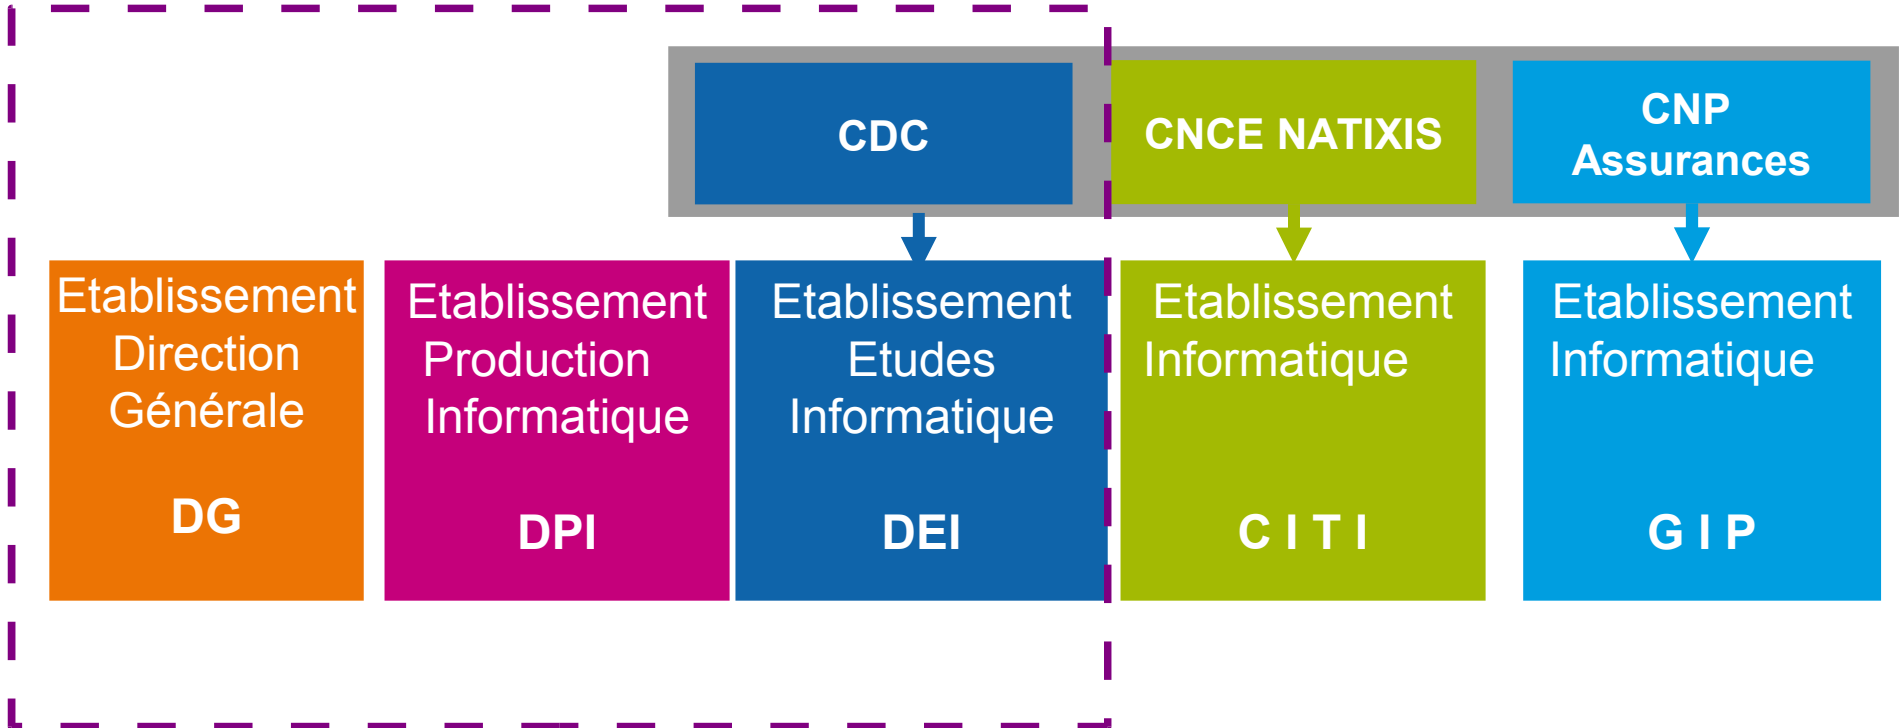 CDC
CNCE NATIXIS
CNP
Assurances
Etablissement
Direction
Générale
DG
Etablissement
Production
Informatique
DPI
Etablissement
Etudes
Informatique
DEI
Etablissement
Informatique
C I T I
Etablissement
Informatique
G I P